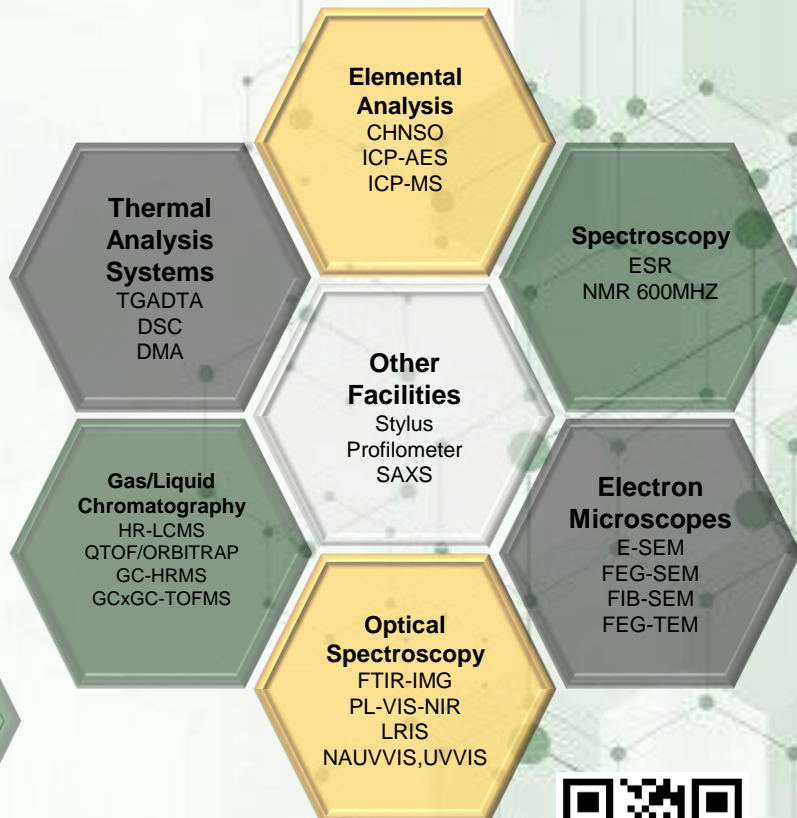 Elemental
Analysis
CHNSO
ICP-AES
ICP-MS
Thermal
Analysis
Systems
TGADTA
DSC
DMA
Spectroscopy
ESR
NMR 600MHZ
Other
Facilities
Stylus
Profilometer
SAXS
Gas/Liquid
Chromatography
HR-LCMS
QTOF/ORBITRAP
GC-HRMS
GCxGC-TOFMS
Electron
Microscopes
E-SEM
FEG-SEM
FIB-SEM
FEG-TEM
Optical
Spectroscopy
FTIR-IMG
PL-VIS-NIR
LRIS
NAUVVIS,UVVIS